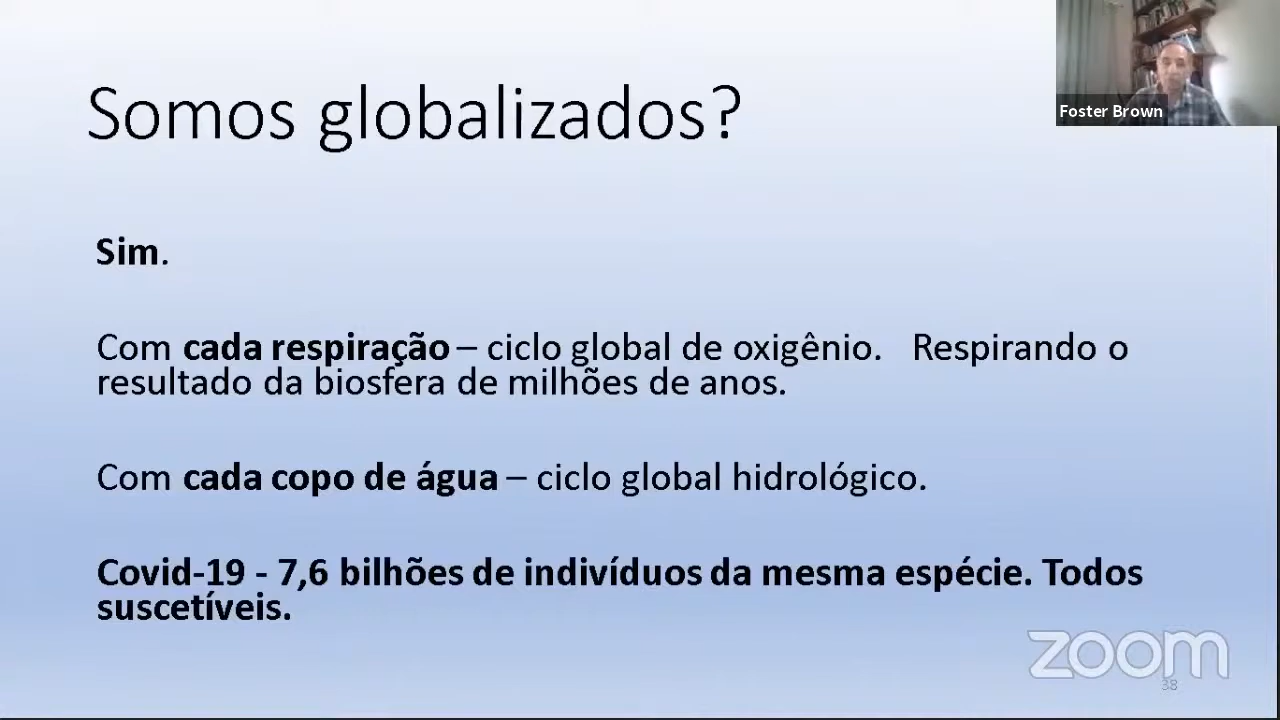 Somos globalizados?
Foster Brown
Sim.
Com cada respiração – ciclo global de oxigênio. Respirando o
resultado da biosfera de milhões de anos.
Com cada copo de água – ciclo global hidrológico.
Covid-19 - 7,6 bilhões de indivíduos da mesma espécie. Todos
suscetíveis.
zoom
38